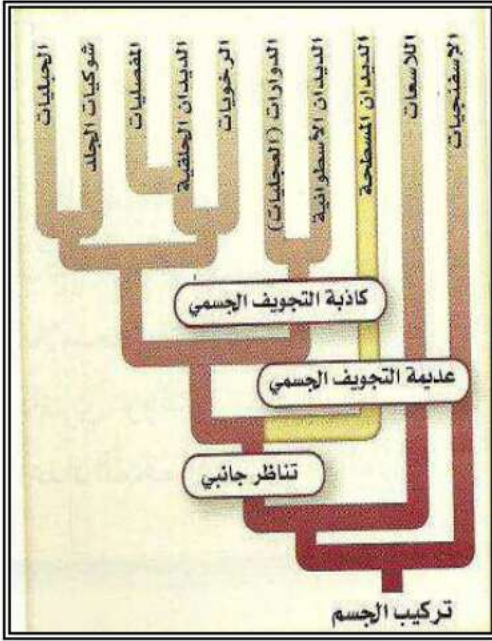 الإسفنجيات
اللاسعات
الديدان المسطحة
الديدان الأسطوانية
الدوارات (العجليات)
الرخويات
الديدان الحلقية
المفصليات
شوكيات الجلد
الحبليات
كاذبة التجويف الجسمي
عديمة التجويف الجسمي
تناظر جانبي
تركيب الجسم